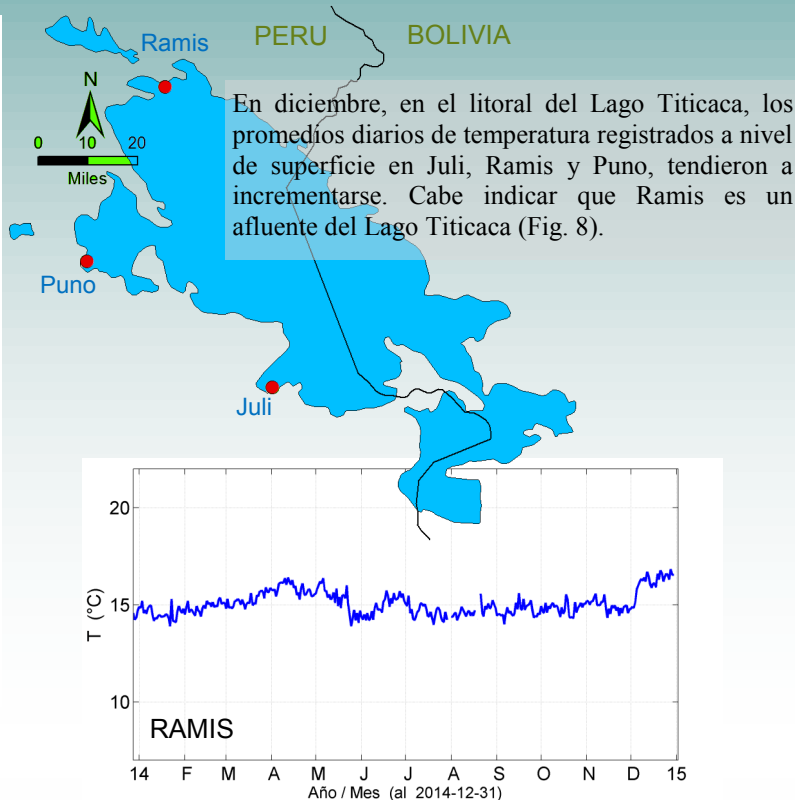 Ramis
PERU
BOLIVIA
N
0 10 20
Miles
En diciembre, en el litoral del Lago Titicaca, los
promedios diarios de temperatura registrados a nivel
de superficie en Juli, Ramis y Puno, tendieron a
incrementarse. Cabe indicar que Ramis es un
afluente del Lago Titicaca (Fig. 8).
Puno
Juli
20
15
10
T (°C)
RAMIS
14 F M A M J J A S O N D 15
Año / Mes (al 2014-12-31)